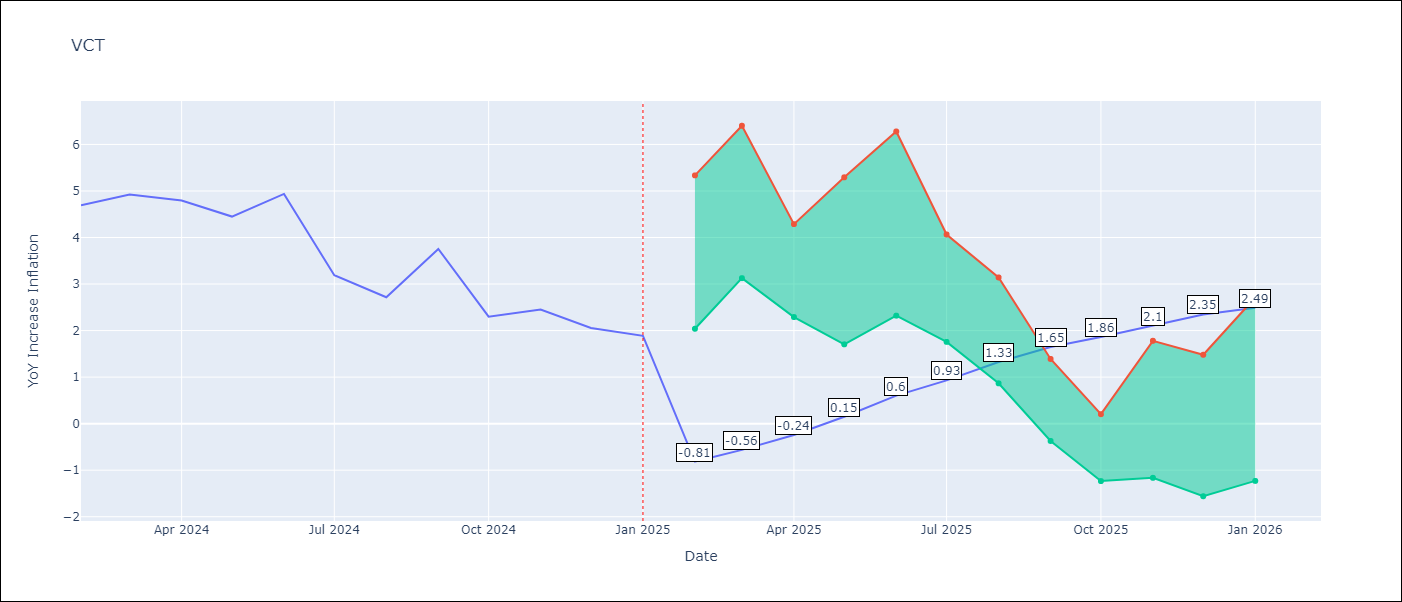 VCT
YoY Increase Inflation
6
5
4
3
2
1
0
−1
−2
-0.81
-0.56
-0.24
0.15
0.6
0.93
1.33
1.65
1.86
2.1
2.35
2.49
Apr 2024
Jul 2024
Oct 2024
Jan 2025
Apr 2025
Jul 2025
Oct 2025
Jan 2026
Date